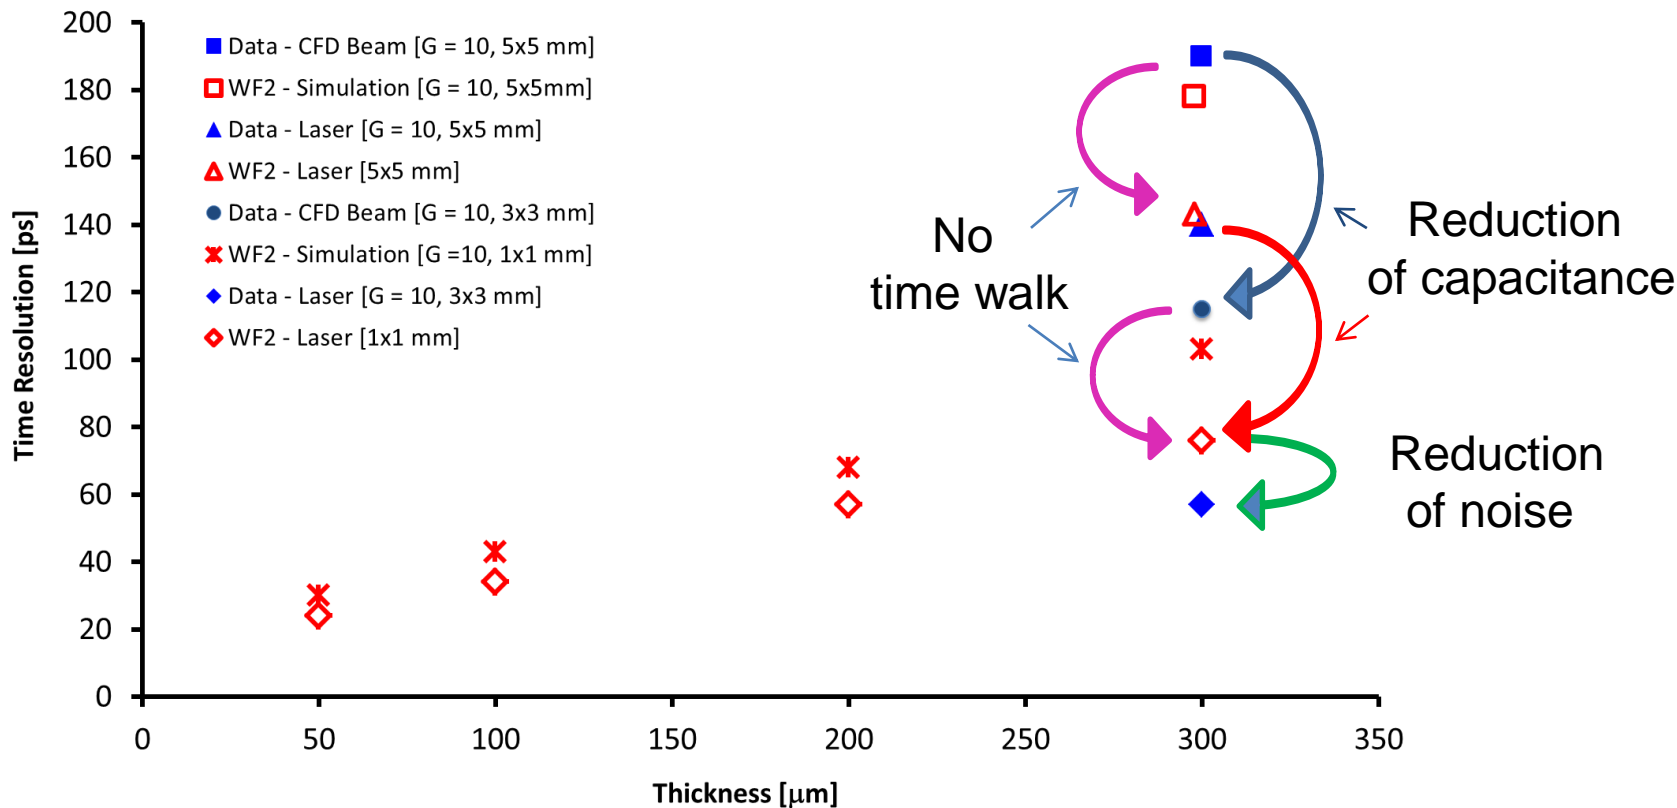 200
180
160
140
120
100
80
60
40
20
0
Time Resolution [ps]
Data - CFD Beam [G = 10, 5x5 mm]
WF2 - Simulation [G = 10, 5x5mm]
Data - Laser [G = 10, 5x5 mm]
WF2 - Laser [5x5 mm]
Data - CFD Beam [G = 10, 3x3 mm]
WF2 - Simulation [G =10, 1x1 mm]
Data - Laser [G = 10, 3x3 mm]
WF2 - Laser [1x1 mm]
No
time walk
Reduction
of capacitance
Reduction
of noise
0 50 100 150 200 250 300 350
Thickness [μm]